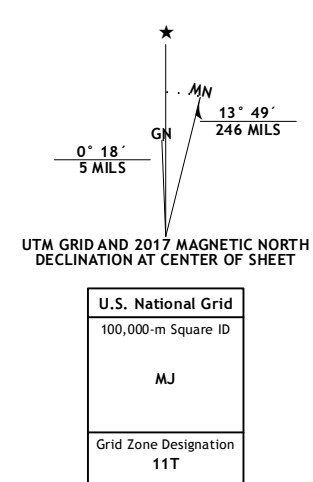 MN
13° 49´
246 MILS
GN
0° 18´
5 MILS
UTM GRID AND 2017 MAGNETIC NORTH
DECLINATION AT CENTER OF SHEET
U.S. National Grid
100,000-m Square ID
MJ
Grid Zone Designation
11T